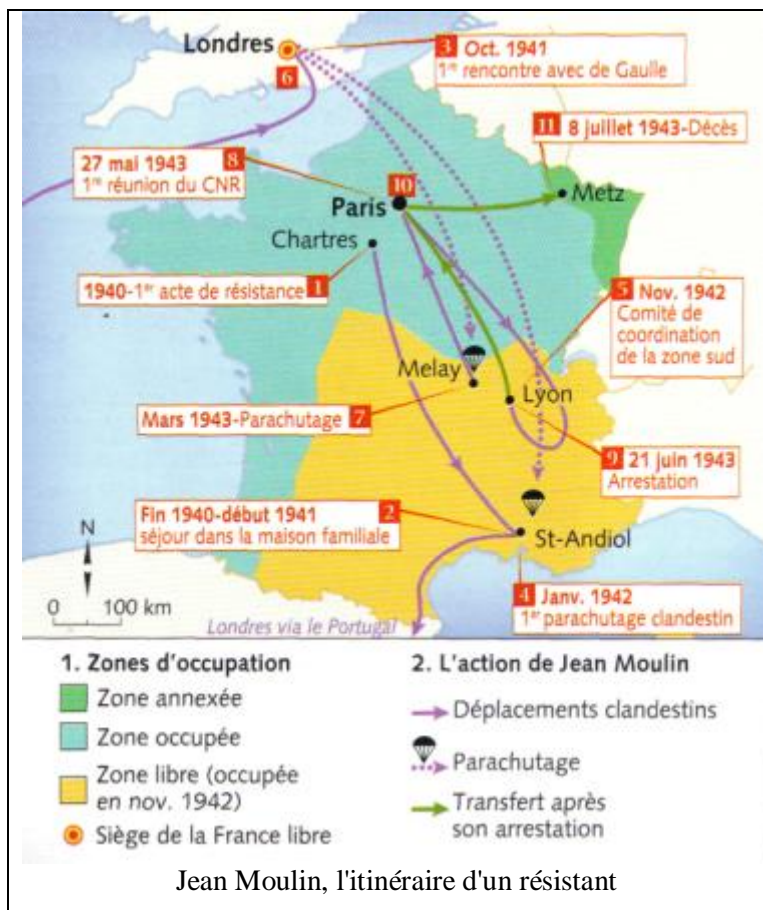 Londres
6
3 Oct. 1941
1re rencontre avec de Gaulle
11 8 juillet 1943-Décès
27 mai 1943 8
1re réunion du CNR
10
Paris
Metz
Chartres
1940-1er acte de résistance 1
5 Nov. 1942
Comité de
coordination
de la zone sud
Melay
Lyon
Mars 1943-Parachutage 7
9 21 juin 1943
Arrestation
Fin 1940-début 1941 2
séjour dans la maison familiale
N
St-Andiol
0 100 km
4 Janv. 1942
1er parachutage clandestin
Londres via le Portugal
1. Zones d'occupation
Zone annexée
Zone occupée
Zone libre (occupée
en nov. 1942)
Siège de la France libre
2. L'action de Jean Moulin
Déplacements clandestins
Parachutage
Transfert après
son arrestation
Jean Moulin, l'itinéraire d'un résistant